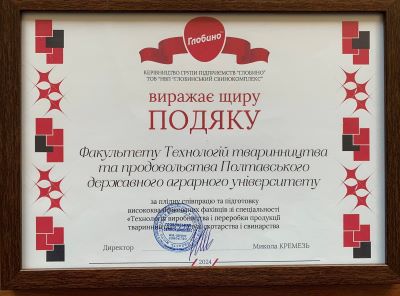 Глобино
КЕРІВНИЦТВО ГРУПИ ПІДПРИЄМСТВ "ГЛОБИНО"
ТОВ "НВП "ГЛОБИНСЬКИЙ СВИНОКОМПЛЕКС"
виражає щиру
ПОДЯКУ
Факультету Технологій тваринництва
та продовольства Полтавського
державного аграрного університету
за плідну співпрацю та підготовку
висококваліфікованих фахівців зі спеціальності
«Технологія виробництва і переробки продукції
тваринництва» скотарства і свинарства
Директор
Микола КРЕМЕЗЬ
2024